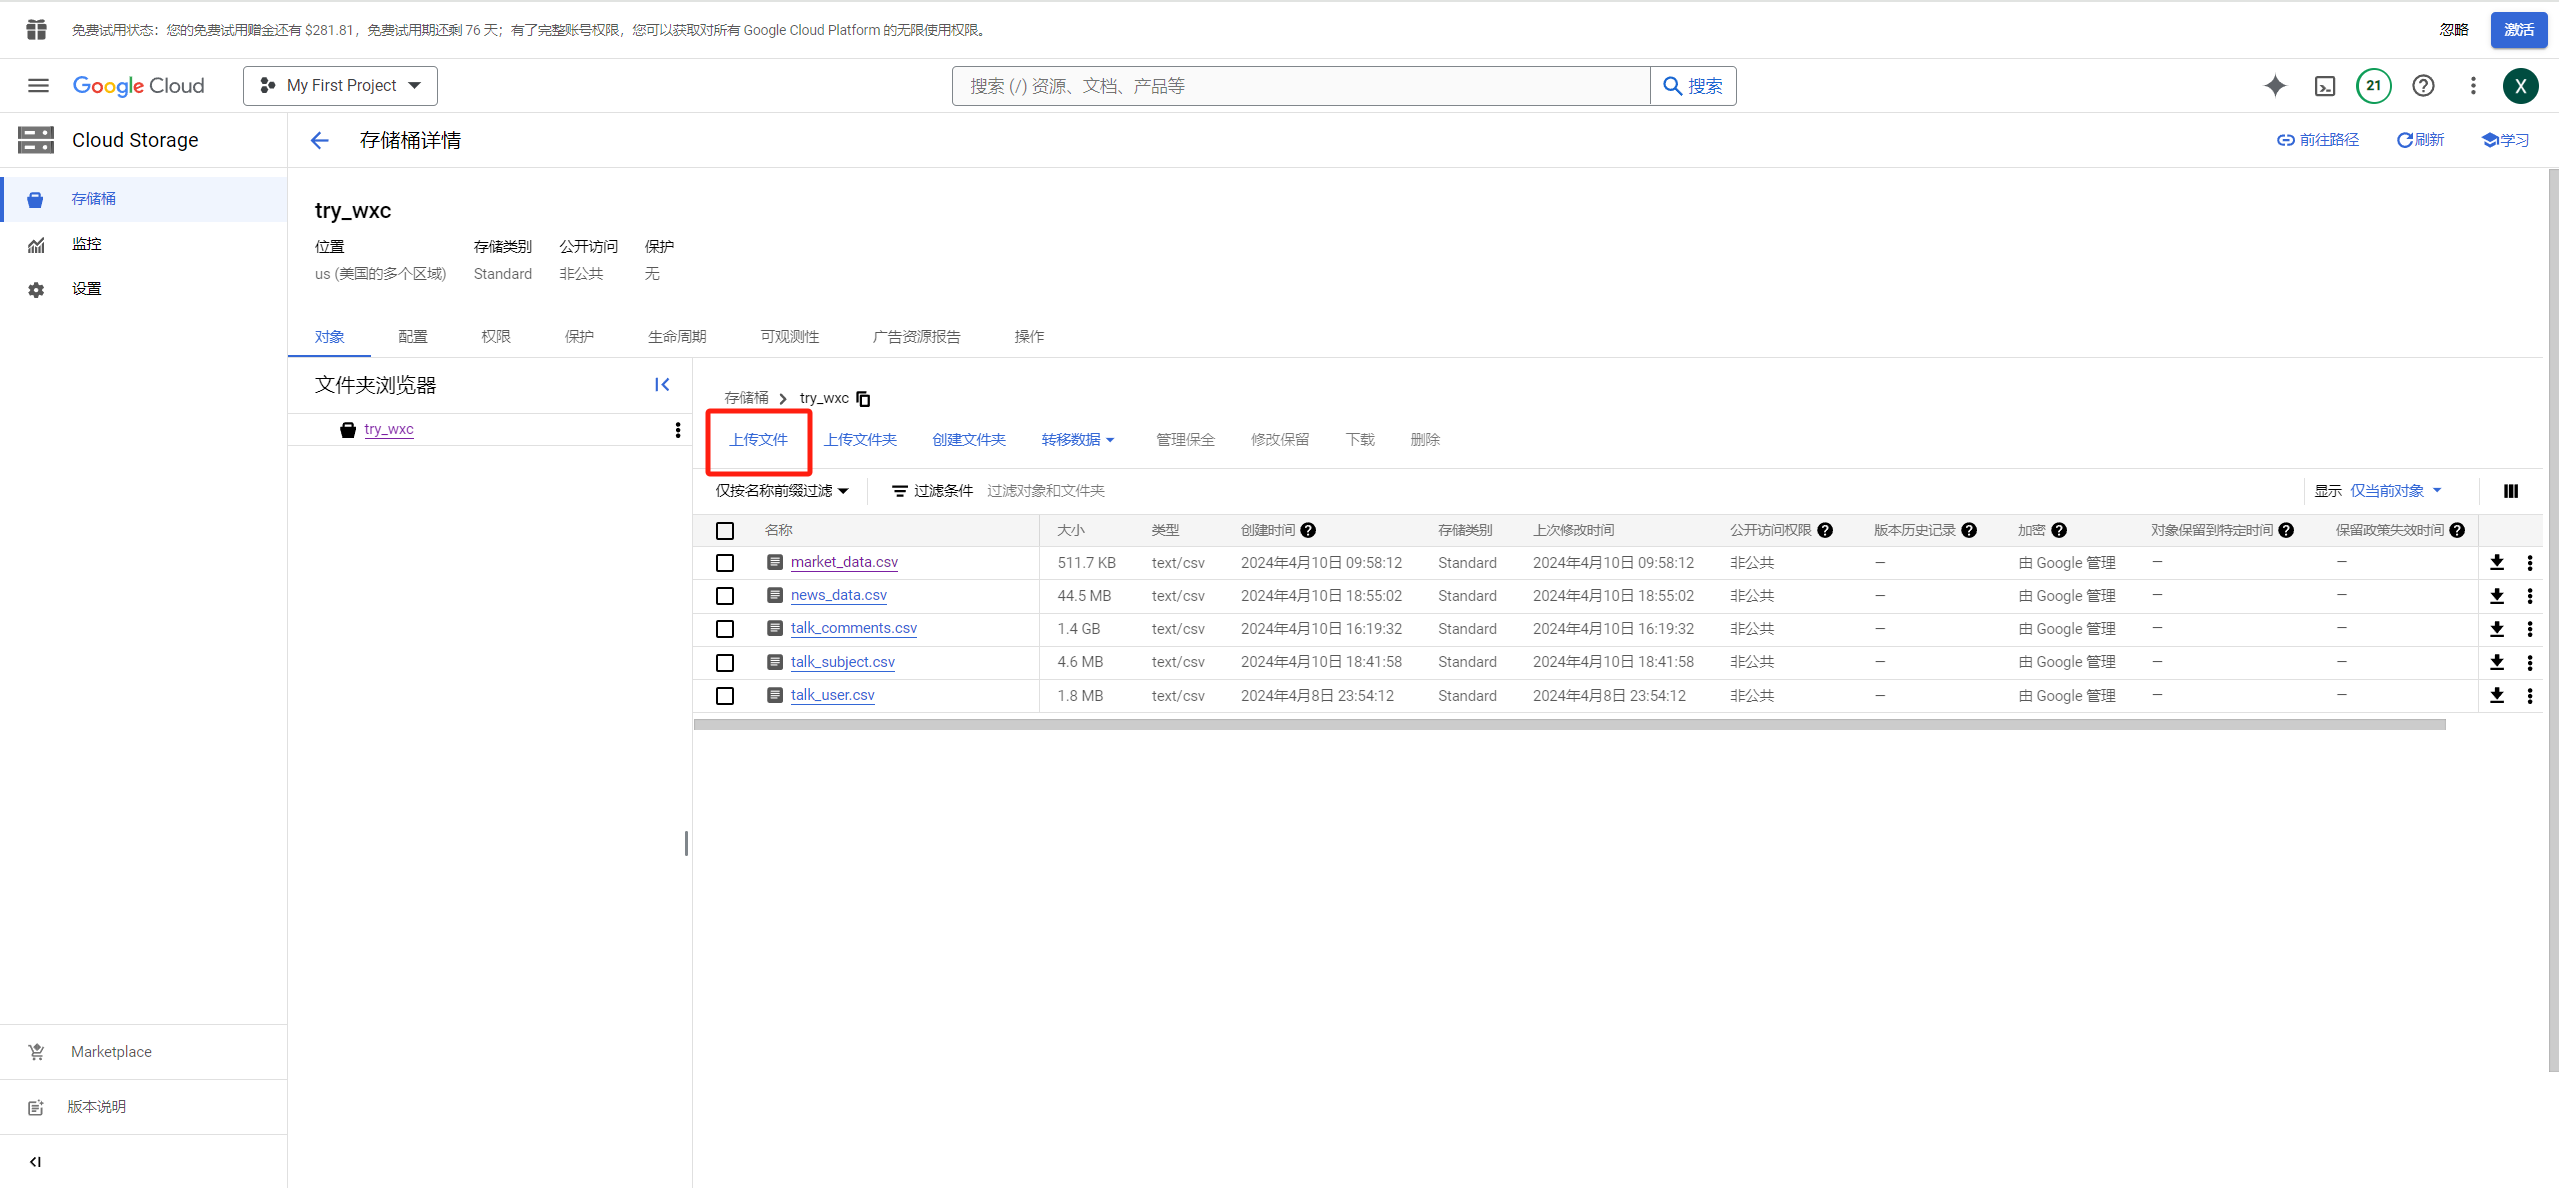 免费试用状态：您的免费试用赠金还有 $281.81，免费试用期还剩 76 天；有了完整账号权限，您可以获取对所有 Google Cloud Platform 的无限使用权限。
忽略
激活
Google Cloud
My First Project
搜索 (/) 资源、文档、产品等
搜索
21
X
Cloud Storage
存储桶详情
前往路径
刷新
学习
存储桶
监控
设置
try_wxc
位置 存储类别 公开访问 保护
us (美国的多个区域) Standard 非公共 无
对象 配置 权限 保护 生命周期 可观测性 广告资源报告 操作
文件夹浏览器
try_wxc
存储桶 try_wxc
上传文件 上传文件夹 创建文件夹 转移数据 管理保全 修改保留 下载 删除
仅按名称前缀过滤 过滤条件 过滤对象和文件夹 显示 仅当前对象
名称 大小 类型 创建时间 存储类别 上次修改时间 公开访问权限 版本历史记录 加密 对象保留到特定时间 保留政策失效时间
market_data.csv 511.7 KB text/csv 2024年4月10日 09:58:12 Standard 2024年4月10日 09:58:12 非公共 — 由 Google 管理 — —
news_data.csv 44.5 MB text/csv 2024年4月10日 18:55:02 Standard 2024年4月10日 18:55:02 非公共 — 由 Google 管理 — —
talk_comments.csv 1.4 GB text/csv 2024年4月10日 16:19:32 Standard 2024年4月10日 16:19:32 非公共 — 由 Google 管理 — —
talk_subject.csv 4.6 MB text/csv 2024年4月10日 18:41:58 Standard 2024年4月10日 18:41:58 非公共 — 由 Google 管理 — —
talk_user.csv 1.8 MB text/csv 2024年4月8日 23:54:12 Standard 2024年4月8日 23:54:12 非公共 — 由 Google 管理 — —
Marketplace
版本说明